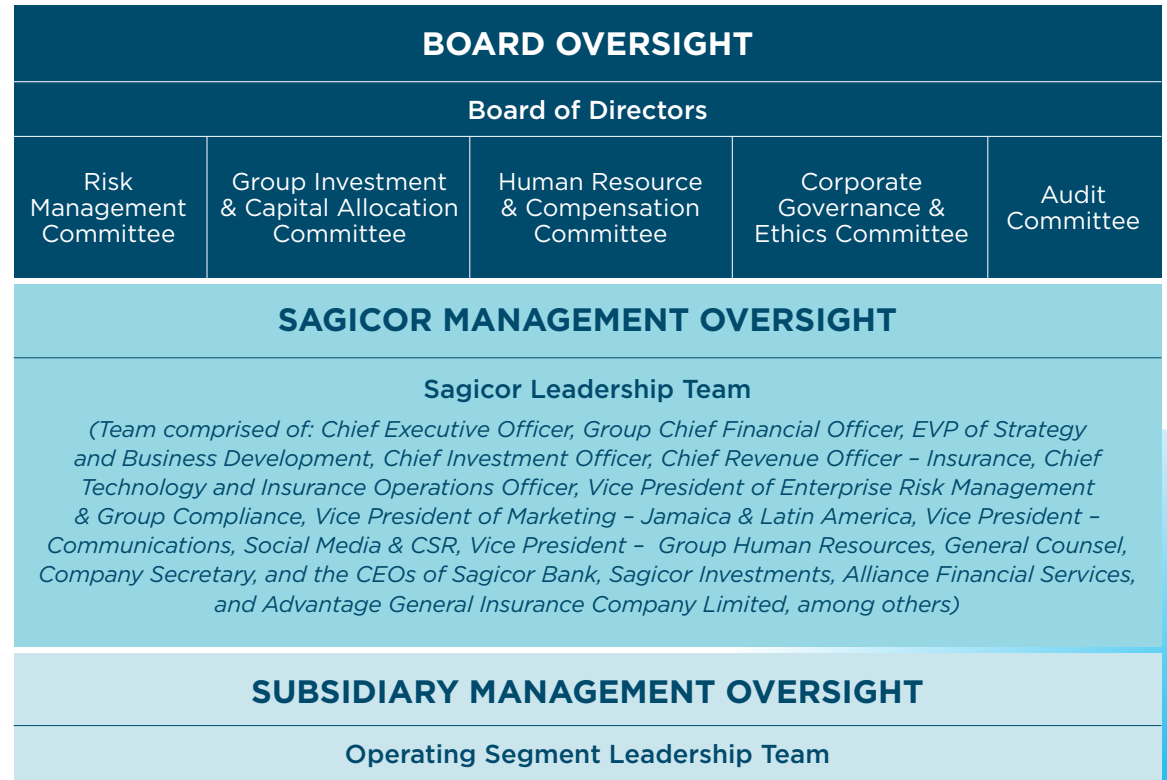 BOARD OVERSIGHT
Board of Directors
Risk
Management
Committee
Group Investment
& Capital Allocation
Committee
Human Resource
& Compensation
Committee
Corporate
Governance &
Ethics Committee
Audit
Committee
SAGICOR MANAGEMENT OVERSIGHT
Sagicor Leadership Team
(Team comprised of: Chief Executive Officer, Group Chief Financial Officer, EVP of Strategy
and Business Development, Chief Investment Officer, Chief Revenue Officer – Insurance, Chief
Technology and Insurance Operations Officer, Vice President of Enterprise Risk Management
& Group Compliance, Vice President of Marketing – Jamaica & Latin America, Vice President –
Communications, Social Media & CSR, Vice President – Group Human Resources, General Counsel,
Company Secretary, and the CEOs of Sagicor Bank, Sagicor Investments, Alliance Financial Services,
and Advantage General Insurance Company Limited, among others)
SUBSIDIARY MANAGEMENT OVERSIGHT
Operating Segment Leadership Team